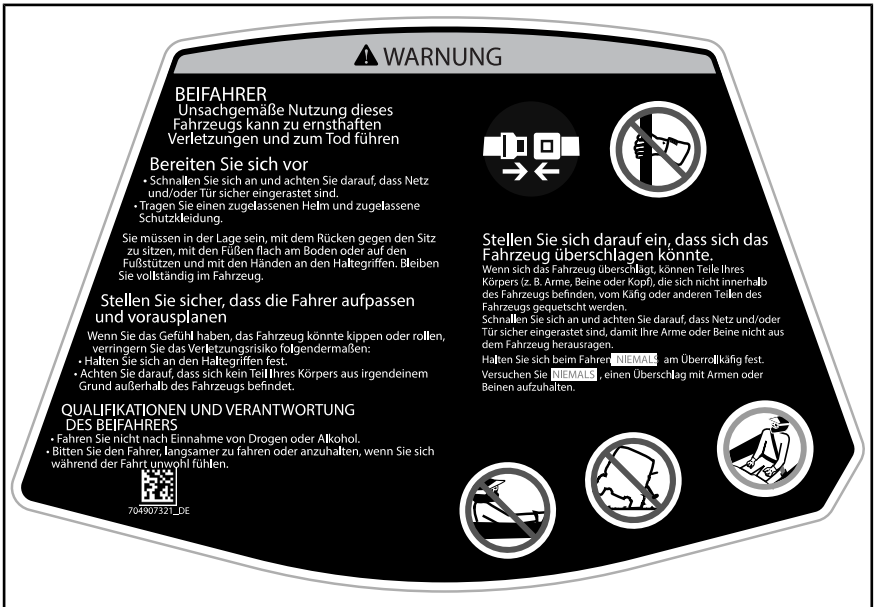 WARNUNG
BEIFAHRER
Unsachgemäße Nutzung dieses
Fahrzeugs kann zu ernsthaften
Verletzungen und zum Tod führen
Bereiten Sie sich vor
• Schnallen Sie sich an und achten Sie darauf, dass Netz
und/oder Tür sicher eingerastet sind.
• Tragen Sie einen zugelassenen Helm und zugelassene
Schutzkleidung.
Sie müssen in der Lage sein, mit dem Rücken gegen den Sitz
zu sitzen, mit den Füßen flach am Boden oder auf den
Fußstützen und mit den Händen an den Haltegriffen. Bleiben
Sie vollständig im Fahrzeug.
Stellen Sie sicher, dass die Fahrer aufpassen
und vorausplanen
Wenn Sie das Gefühl haben, das Fahrzeug könnte kippen oder rollen,
verringern Sie das Verletzungsrisiko folgendermaßen:
• Halten Sie sich an den Haltegriffen fest.
• Achten Sie darauf, dass sich kein Teil Ihres Körpers aus irgendeinem
Grund außerhalb des Fahrzeugs befindet.
QUALIFIKATIONEN UND VERANTWORTUNG
DES BEIFAHRERS
• Fahren Sie nicht nach Einnahme von Drogen oder Alkohol.
• Bitten Sie den Fahrer, langsamer zu fahren oder anzuhalten, wenn Sie sich
während der Fahrt unwohl fühlen.
704907321_DE
Stellen Sie sich darauf ein, dass sich das
Fahrzeug überschlagen könnte.
Wenn sich das Fahrzeug überschlägt, können Teile Ihres
Körpers (z. B. Arme, Beine oder Kopf), die sich nicht innerhalb
des Fahrzeugs befinden, vom Käfig oder anderen Teilen des
Fahrzeugs gequetscht werden.
Schnallen Sie sich an und achten Sie darauf, dass Netz und/oder
Tür sicher eingerastet sind, damit Ihre Arme oder Beine nicht aus
dem Fahrzeug herausragen.
Halten Sie sich beim Fahren NIEMALS am Überrollkäfig fest.
Versuchen Sie NIEMALS , einen Überschlag mit Armen oder
Beinen aufzuhalten.